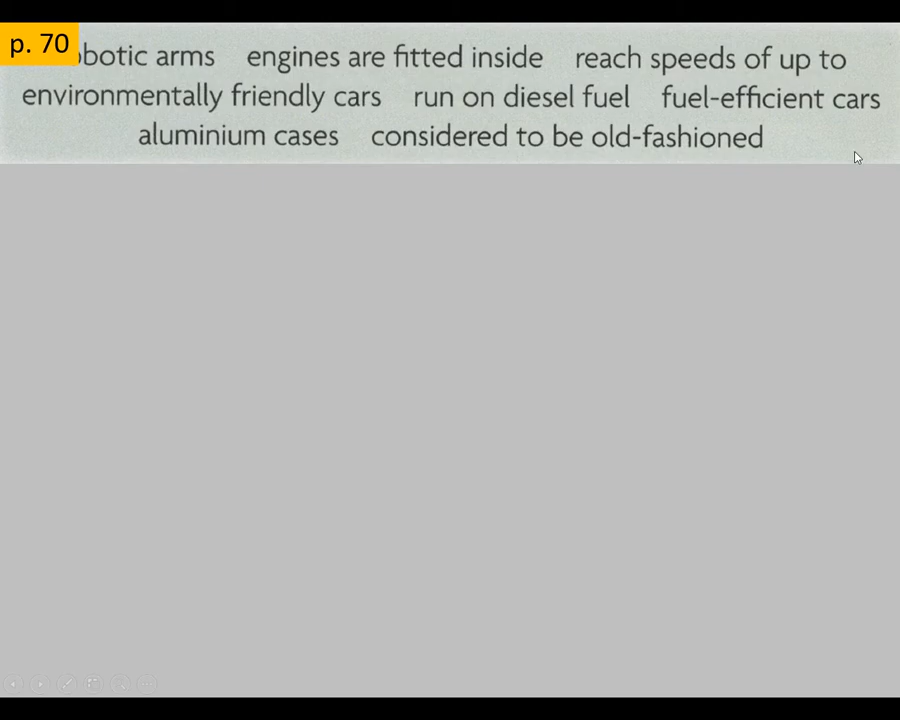 p. 70
botic arms engines are fitted inside reach speeds of up to
environmentally friendly cars run on diesel fuel fuel-efficient cars
aluminium cases considered to be old-fashioned